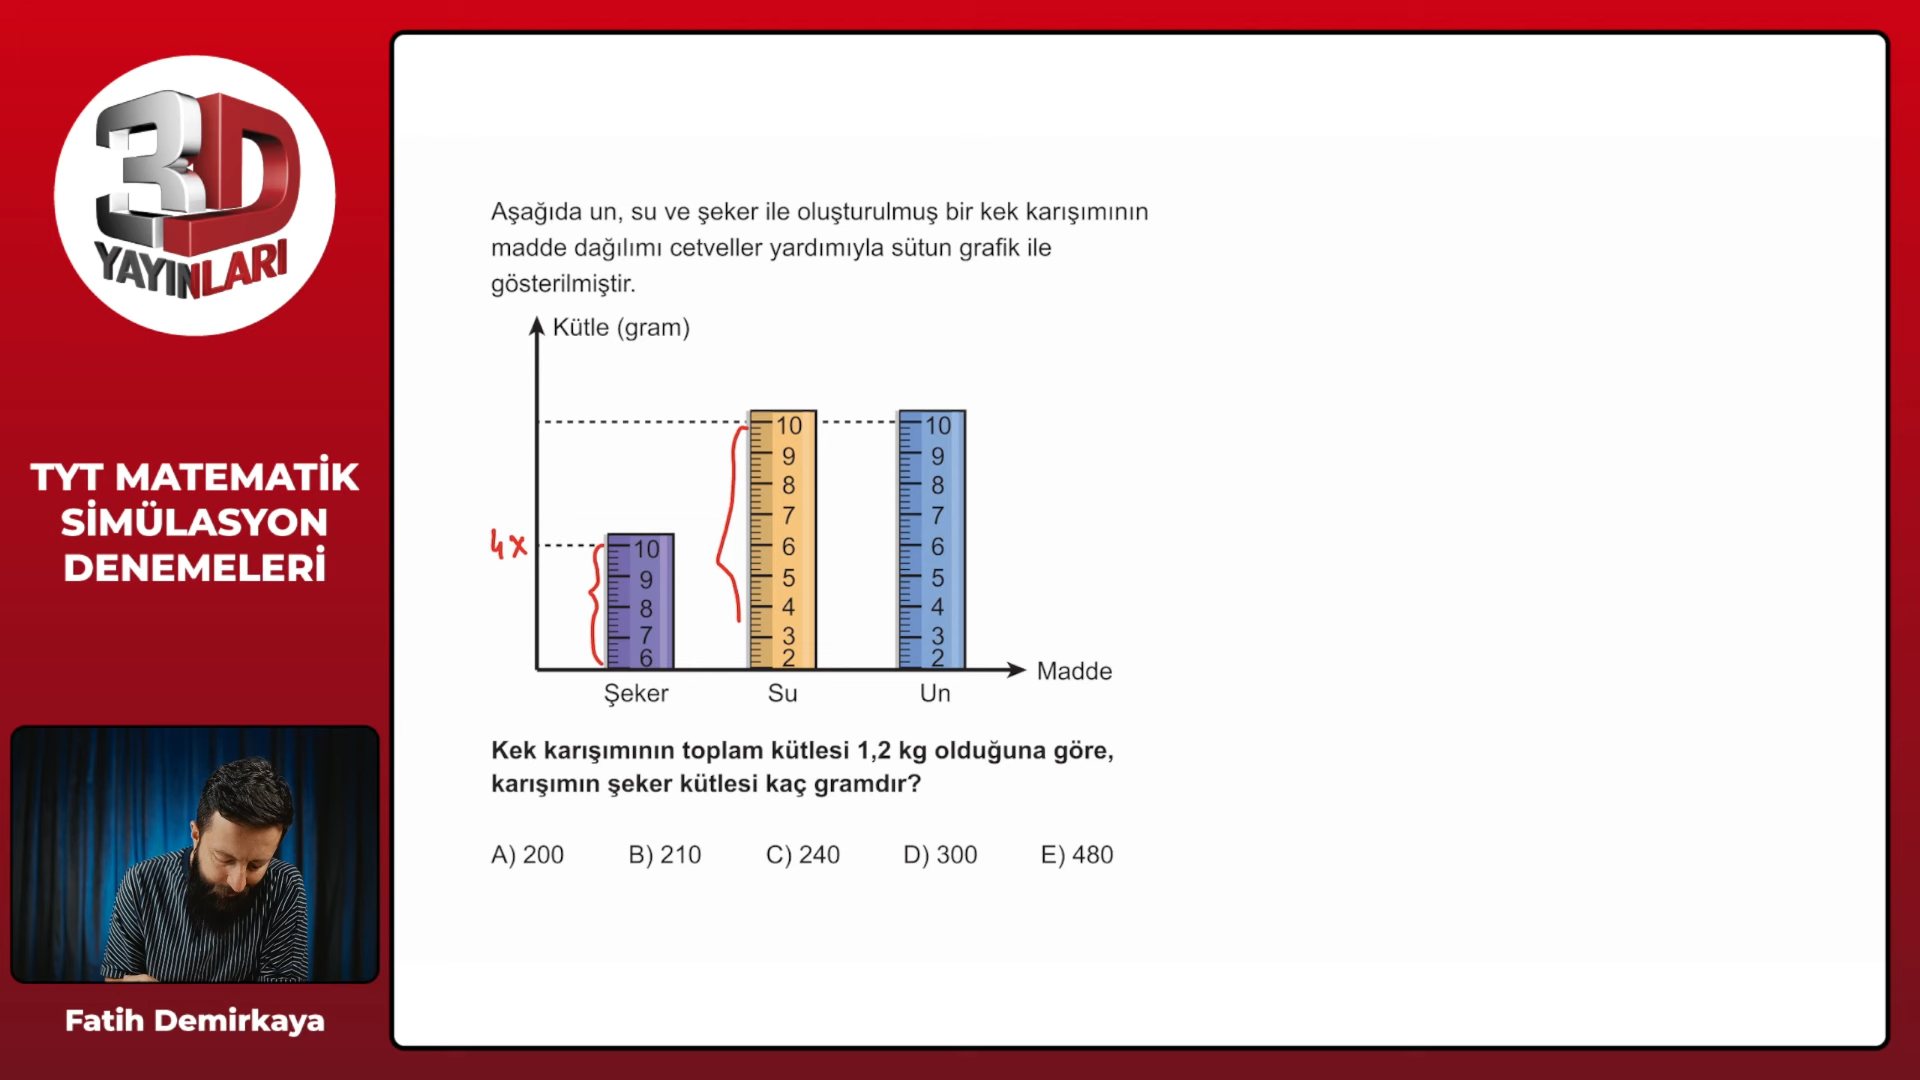 3D
YAYINLARI
TYT MATEMATİK
SİMÜLASYON
DENEMELERİ
Fatih Demirkaya
Aşağıda un, su ve şeker ile oluşturulmuş bir kek karışımının
madde dağılımı cetveller yardımıyla sütun grafik ile
gösterilmiştir.
Kütle (gram)
4x
10
9
8
7
6
10
9
8
7
6
5
4
3
2
10
9
8
7
6
5
4
3
2
Şeker Su Un Madde
Kek karışımının toplam kütlesi 1,2 kg olduğuna göre,
karışımın şeker kütlesi kaç gramdır?
A) 200 B) 210 C) 240 D) 300 E) 480